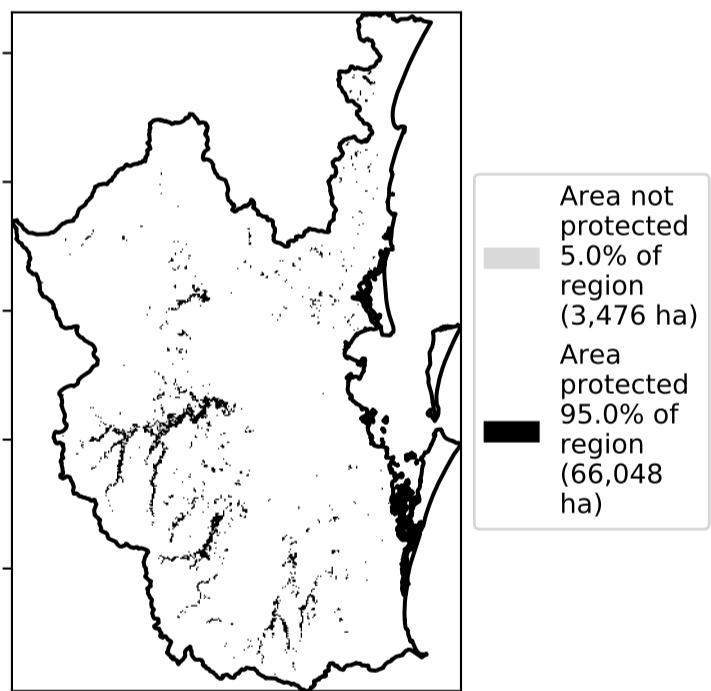 Area not
protected
5.0% of
region
(3,476 ha)
Area
protected
95.0% of
region
(66,048
ha)